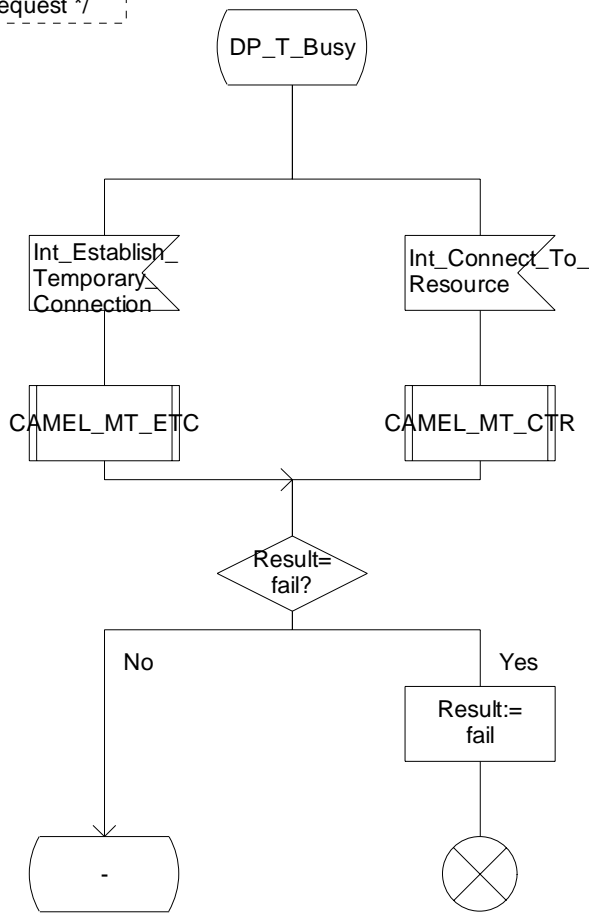 equest */
DP_T_Busy
Int_Establish_
Temporary_
Connection
Int_Connect_To_
Resource
CAMEL_MT_ETC
CAMEL_MT_CTR
Result=
fail?
No
Yes
Result:=
fail
-